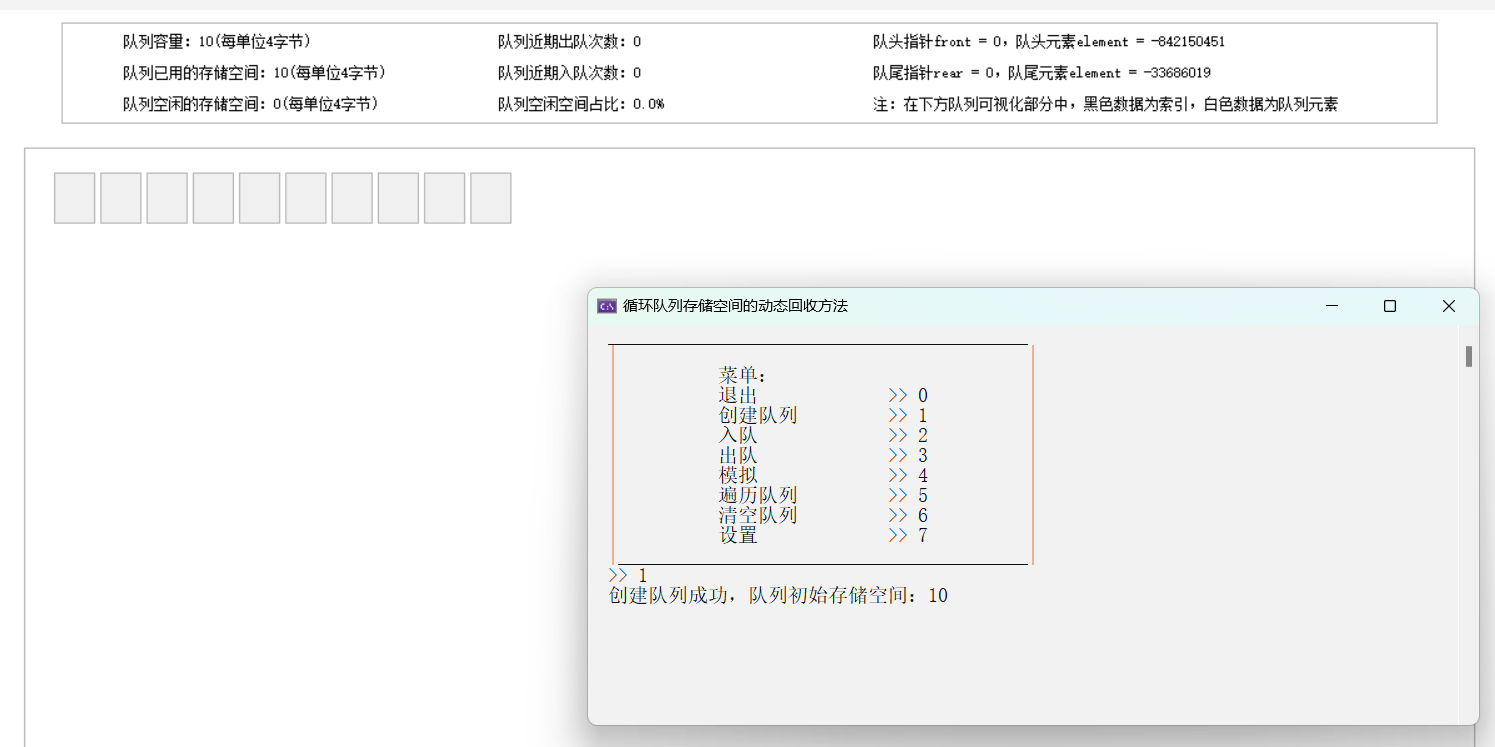 队列容量：10(每单位4字节)
队列近期出队次数：0
队头指针front = 0，队头元素element = -842150451
队列已用的存储空间：10(每单位4字节)
队列近期入队次数：0
队尾指针rear = 0，队尾元素element = -33686019
队列空闲的存储空间：0(每单位4字节)
队列空闲空间占比：0.0%
注：在下方队列可视化部分中，黑色数据为索引，白色数据为队列元素
循环队列存储空间的动态回收方法
菜单：
退出 >> 0
创建队列 >> 1
入队 >> 2
出队 >> 3
模拟 >> 4
遍历队列 >> 5
清空队列 >> 6
设置 >> 7
>> 1
创建队列成功，队列初始存储空间：10